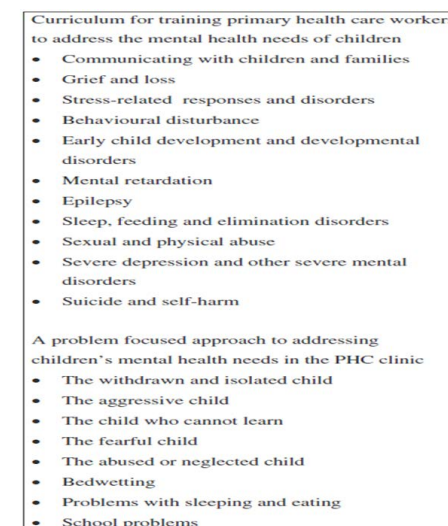 Curriculum for training primary health care worker
to address the mental health needs of children
• Communicating with children and families
• Grief and loss
• Stress-related responses and disorders
• Behavioural disturbance
• Early child development and developmental
disorders
• Mental retardation
• Epilepsy
• Sleep, feeding and elimination disorders
• Sexual and physical abuse
• Severe depression and other severe mental
disorders
• Suicide and self-harm
A problem focused approach to addressing
children's mental health needs in the PHC clinic
• The withdrawn and isolated child
• The aggressive child
• The child who cannot learn
• The fearful child
• The abused or neglected child
• Bedwetting
• Problems with sleeping and eating
• School problems